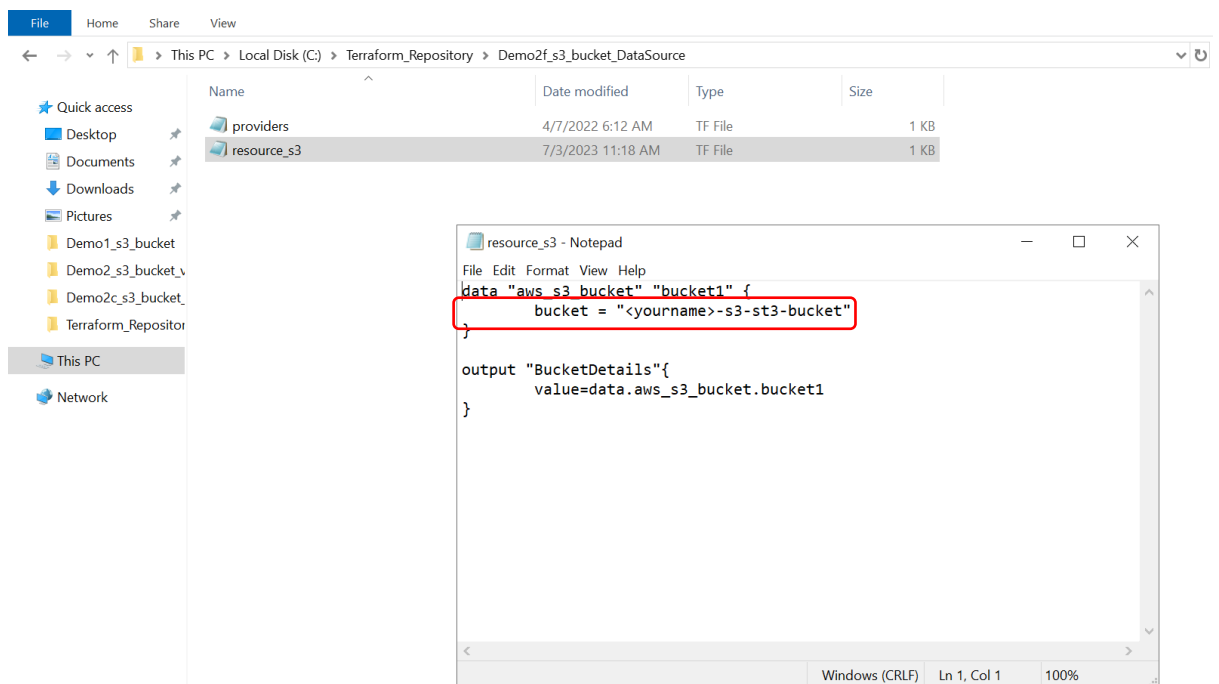 File Home Share View
This PC > Local Disk (C:) > Terraform_Repository > Demo2f_s3_bucket_DataSource
Name Date modified Type Size
Quick access
Desktop
Documents
Downloads
Pictures
Demo1_s3_bucket
Demo2_s3_bucket_v
Demo2c_s3_bucket_
Terraform_Repositor
This PC
Network
providers 4/7/2022 6:12 AM TF File 1 KB
resource_s3 7/3/2023 11:18 AM TF File 1 KB
resource_s3 - Notepad
File Edit Format View Help
data "aws_s3_bucket" "bucket1" {
bucket = "<yourname>-s3-st3-bucket"
}
output "BucketDetails"{
value=data.aws_s3_bucket.bucket1
}
Windows (CRLF) Ln 1, Col 1 100%